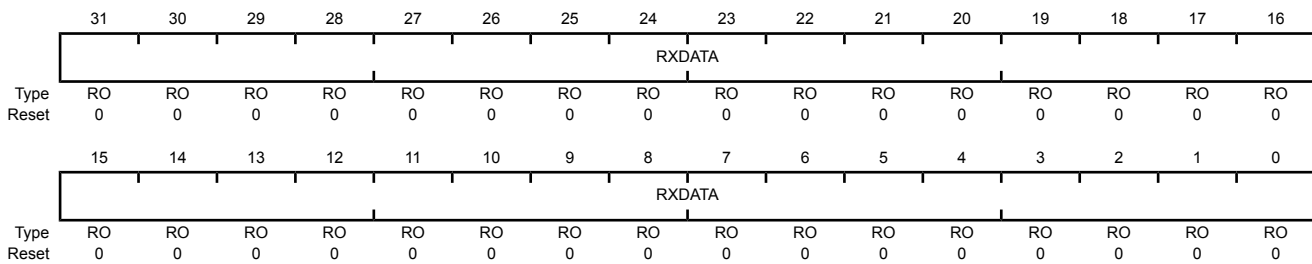 31 30 29 28 27 26 25 24 23 22 21 20 19 18 17 16
RXDATA
Type RO RO RO RO RO RO RO RO RO RO RO RO RO RO RO RO
Reset 0 0 0 0 0 0 0 0 0 0 0 0 0 0 0 0
15 14 13 12 11 10 9 8 7 6 5 4 3 2 1 0
RXDATA
Type RO RO RO RO RO RO RO RO RO RO RO RO RO RO RO RO
Reset 0 0 0 0 0 0 0 0 0 0 0 0 0 0 0 0